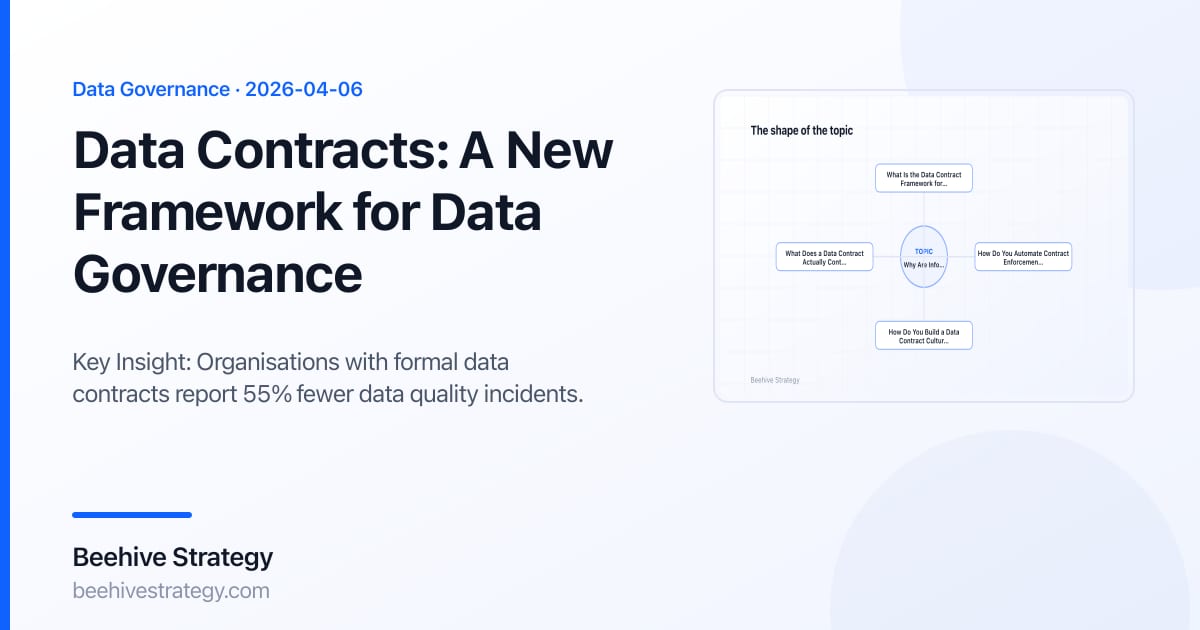 Data Governance · 2026-04-06
Data Contracts: A New
Framework for Data
Governance
Key Insight: Organisations with formal data
contracts report 55% fewer data quality incidents.
Beehive Strategy
beehivestrategy.com
The shape of the topic
What Is the Data Contract
Framework for...
What Does a Data Contract
Actually Cont...
TOPIC
Why Are Info...
How Do You Automate Contract
Enforcemen...
How Do You Build a Data
Contract Cultur...
Beehive Strategy